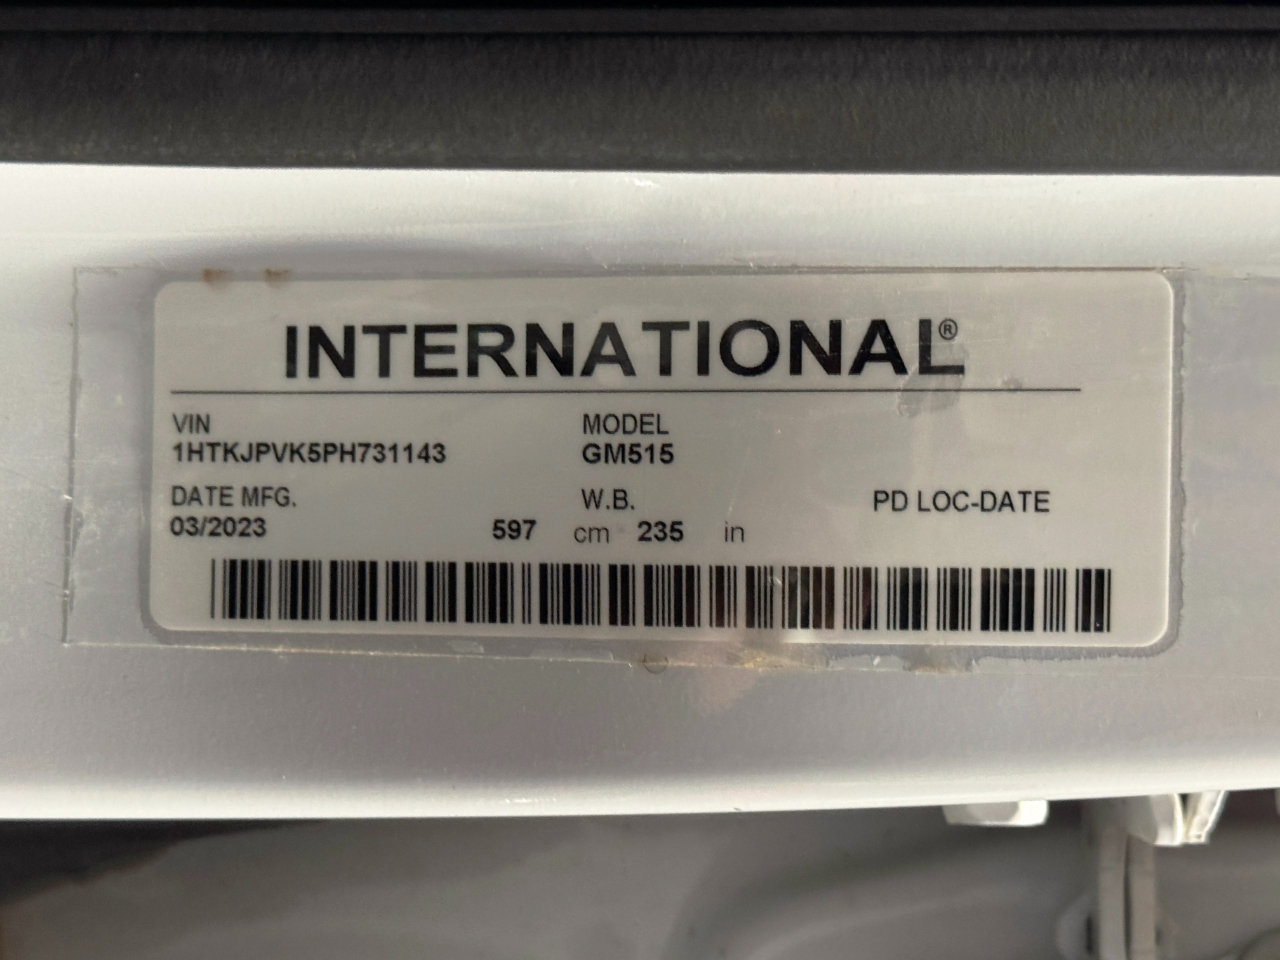 INTERNATIONAL®
VIN MODEL
1HTKJPVK5PH731143 GM515
DATE MFG. W.B. PD LOC-DATE
03/2023 597 cm 235 in